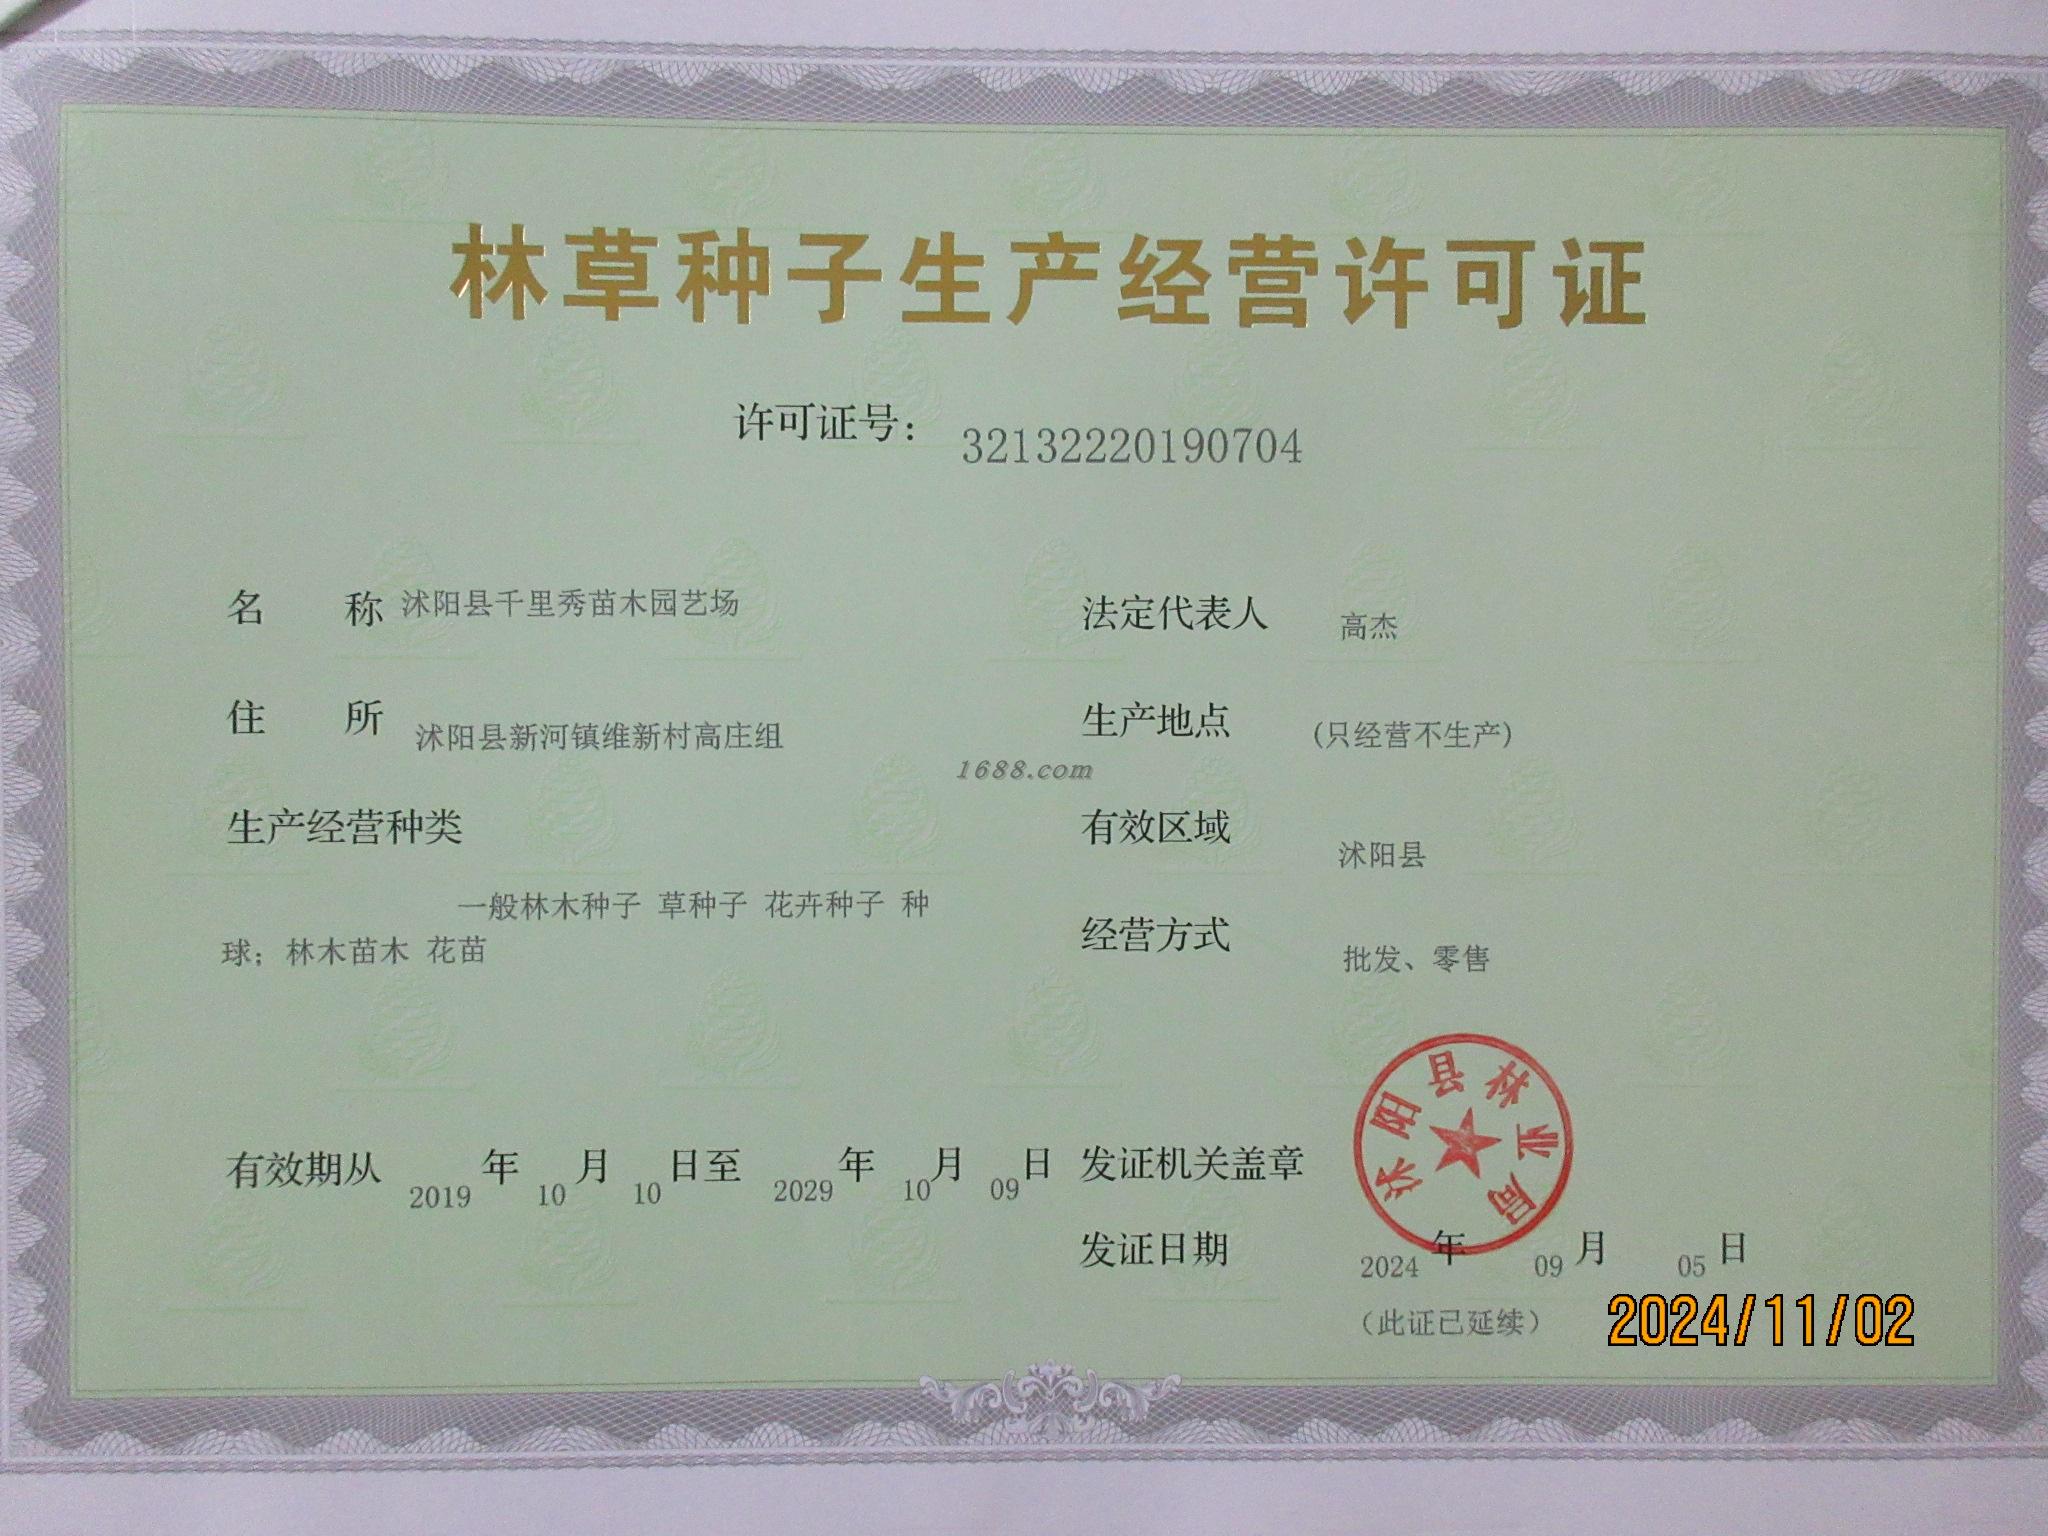 林草种子生产经营许可证
许可证号： 32132220190704
名 称 沭阳县千里秀苗木园艺场
法定代表人 高杰
住 所 沭阳县新河镇维新村高庄组
生产地点 (只经营不生产)
1688.com
生产经营种类
有效区域 沭阳县
一般林木种子 草种子 花卉种子 种
球；林木苗木 花苗
经营方式 批发、零售
沭阳县林业局
有效期从 2019 年 10 月 10 日至 2029 年 10 月 09 日
发证机关盖章
发证日期 2024 年 09 月 05 日
（此证已延续）
2024/11/02